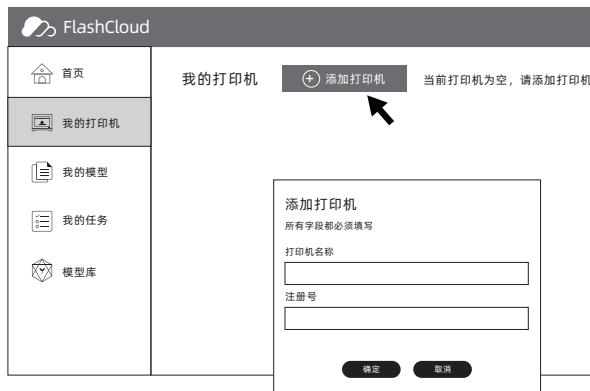 FlashCloud
首页
我的打印机
我的模型
我的任务
模型库
我的打印机
添加打印机
当前打印机为空，请添加打印机
添加打印机
所有字段都必须填写
打印机名称
注册号
确定
取消